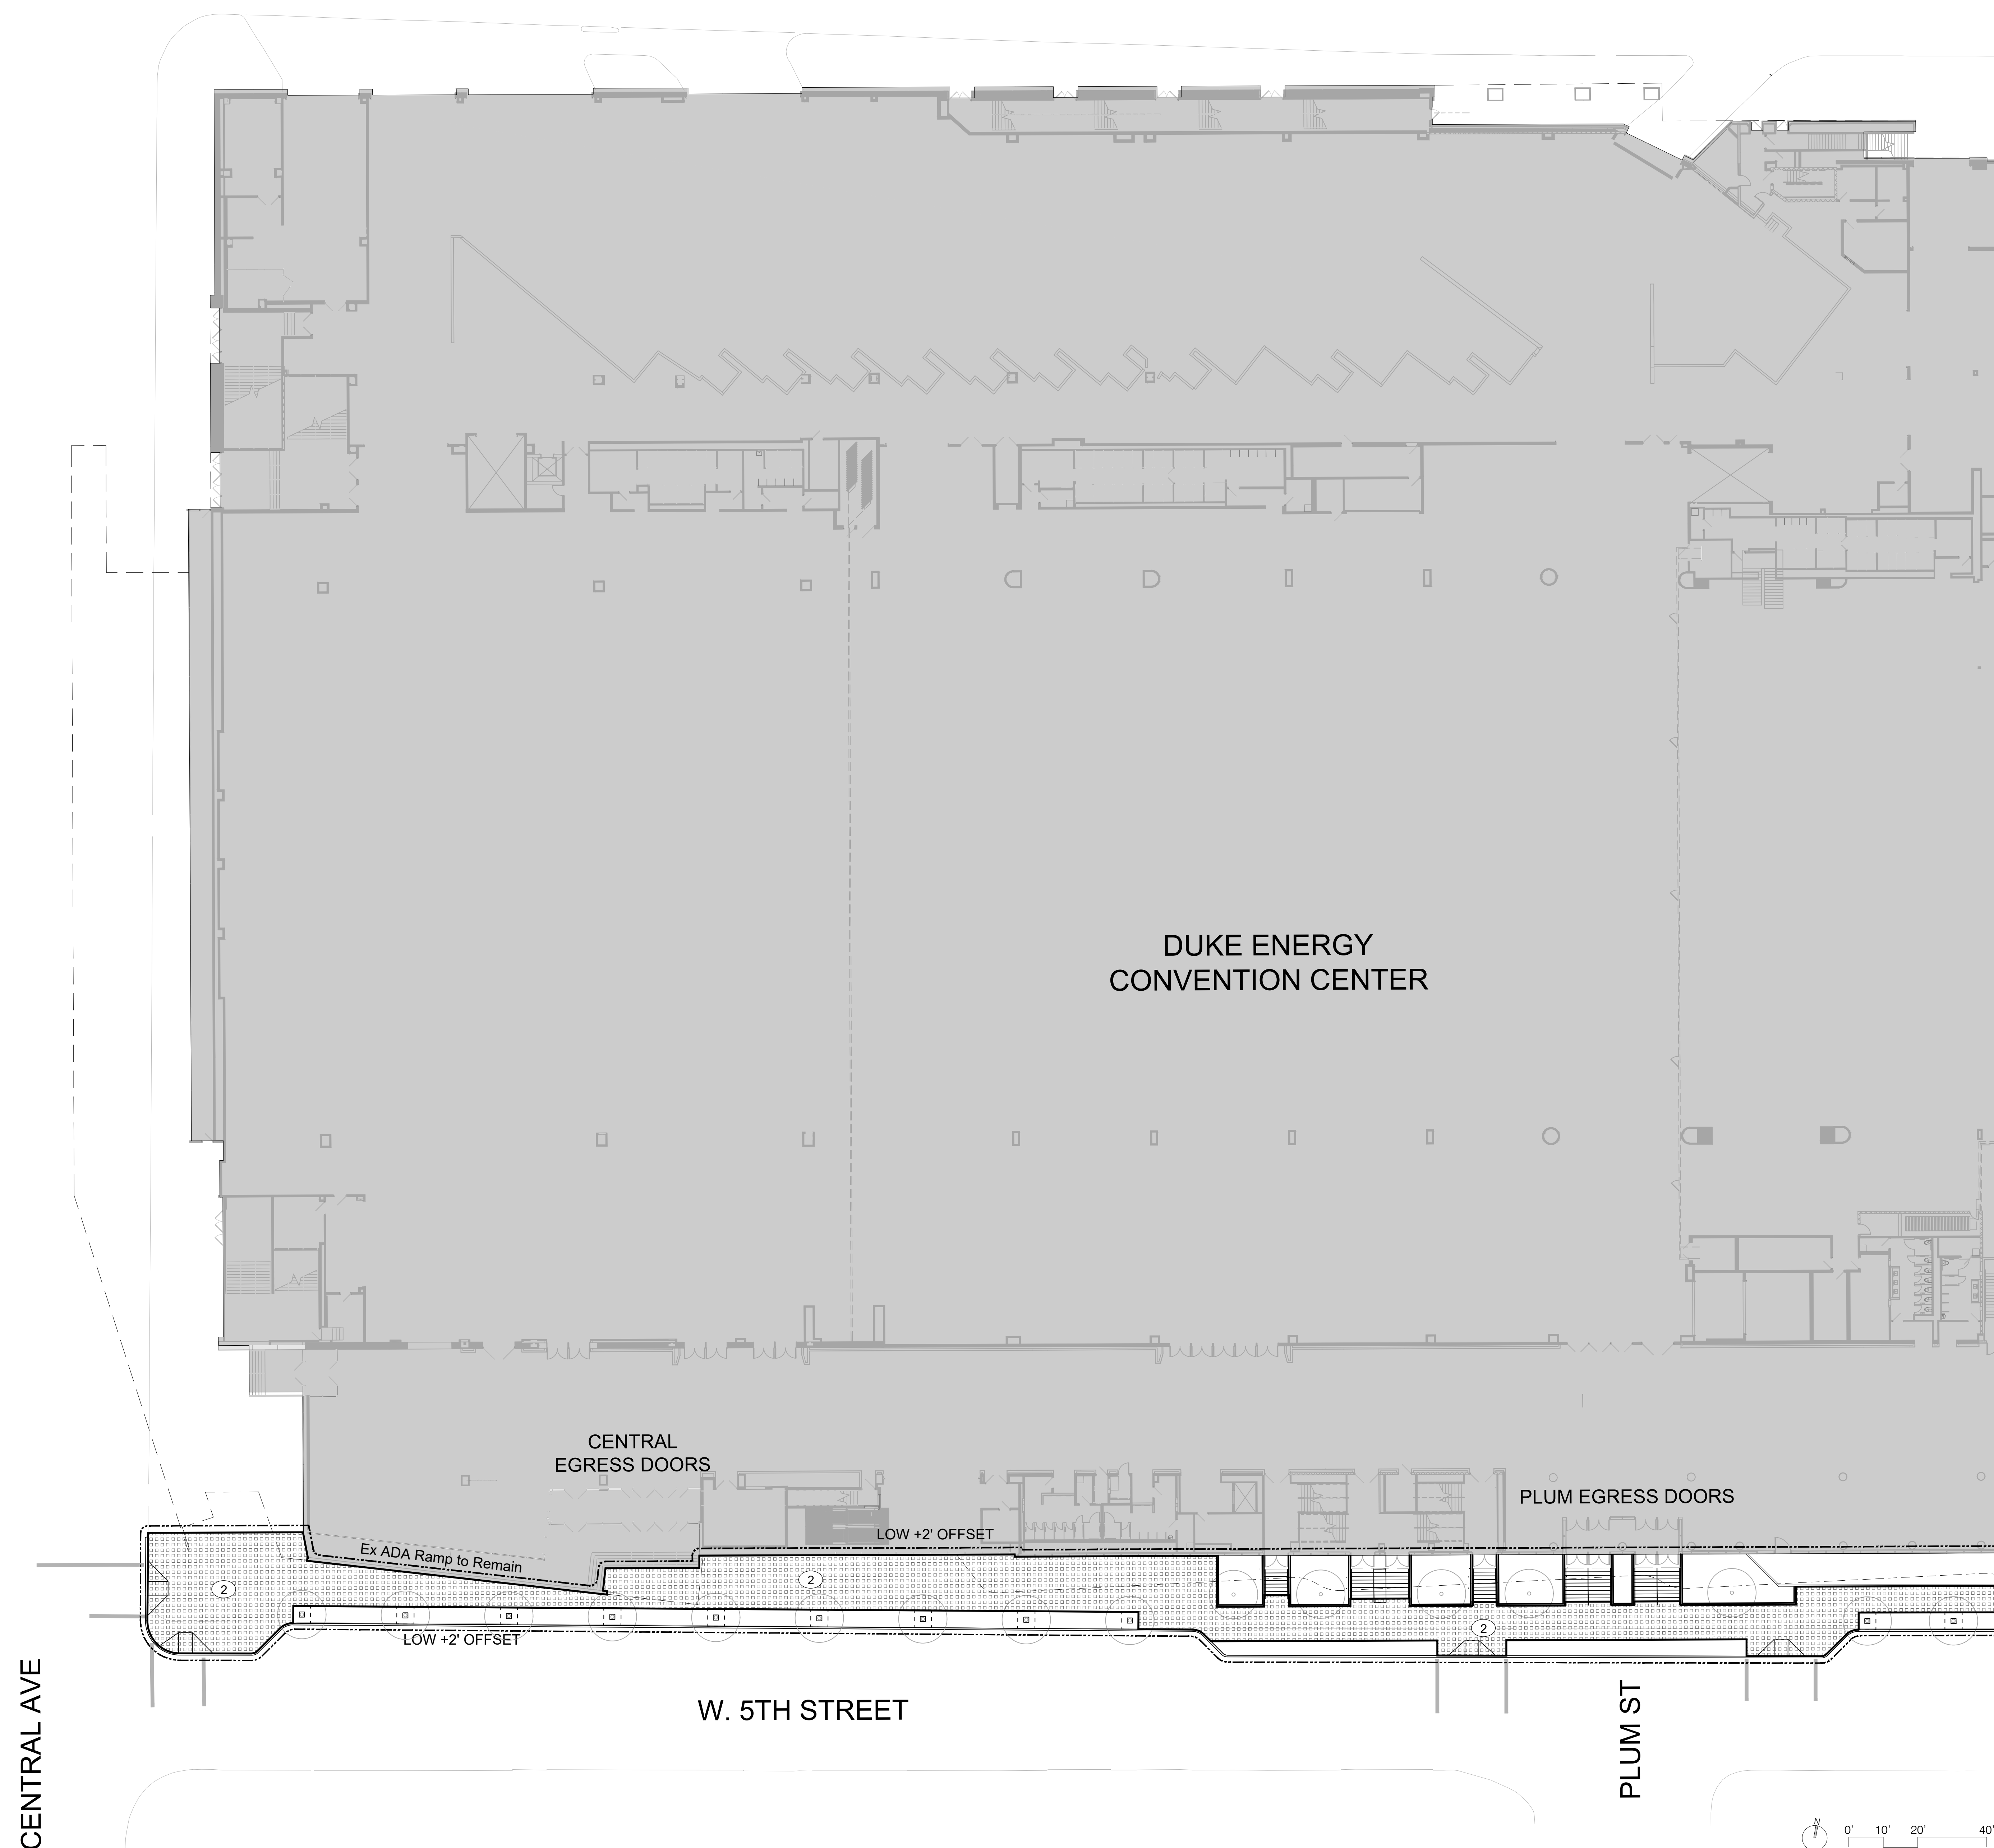 DUKE ENERGY
CONVENTION CENTER
CENTRAL
EGRESS DOORS
PLUM EGRESS DOORS
LOW +2' OFFSET
Ex ADA Ramp to Remain
2
2
2
LOW +2' OFFSET
W. 5TH STREET
CENTRAL AVE
PLUM ST
N
0' 10' 20' 40'